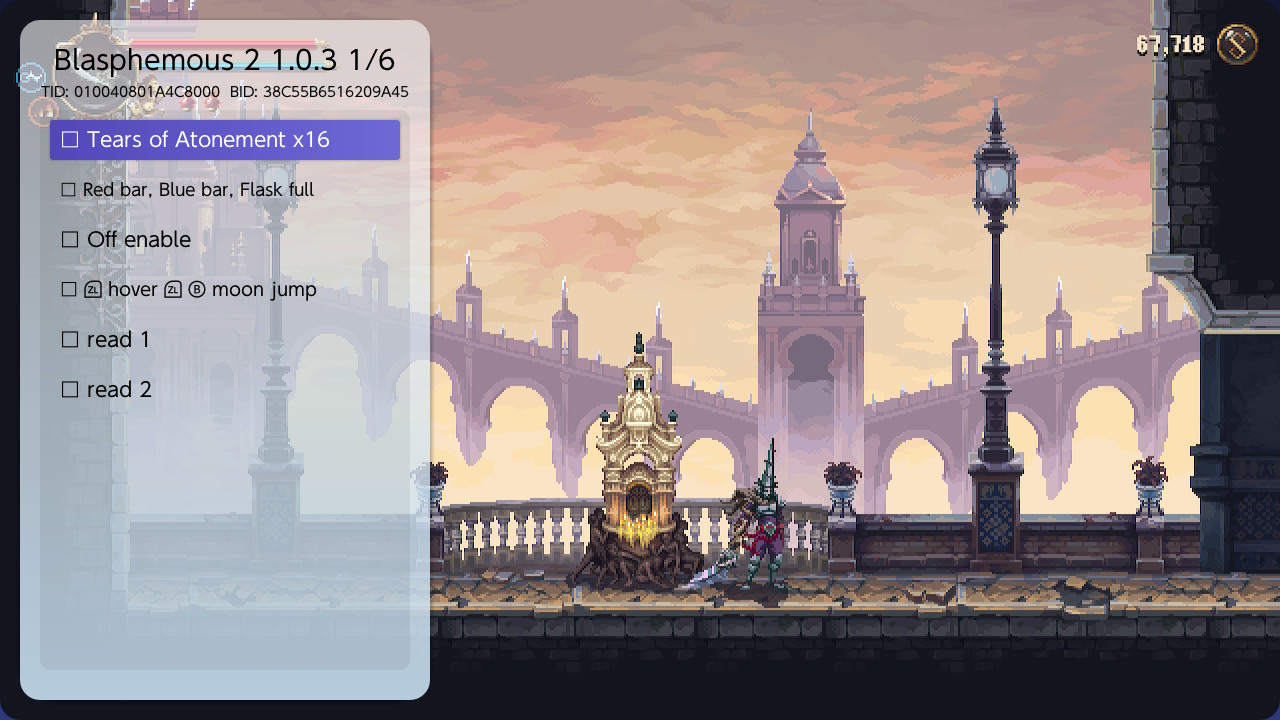 Blasphemous 2 1.0.3 1/6
TID: 010040801A4C8000 BID: 38C55B6516209A45
67,718
☐ Tears of Atonement x16
☐ Red bar, Blue bar, Flask full
☐ Off enable
☐ ZL hover ZL B moon jump
☐ read 1
☐ read 2